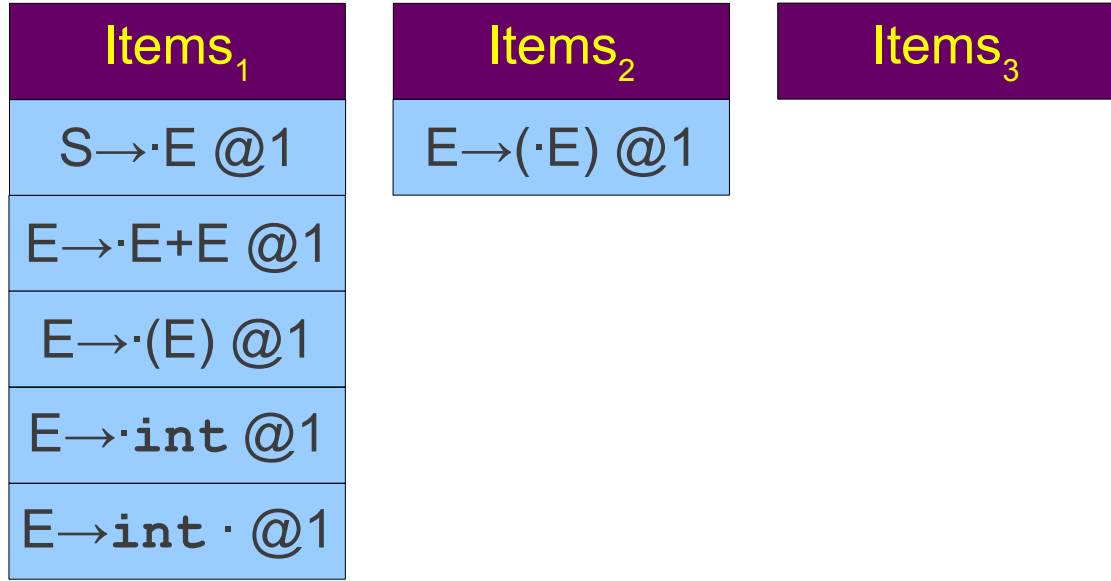 Items₁
S→·E @1
E→·E+E @1
E→·(E) @1
E→·int @1
E→int · @1
Items₂
E→(·E) @1
Items₃